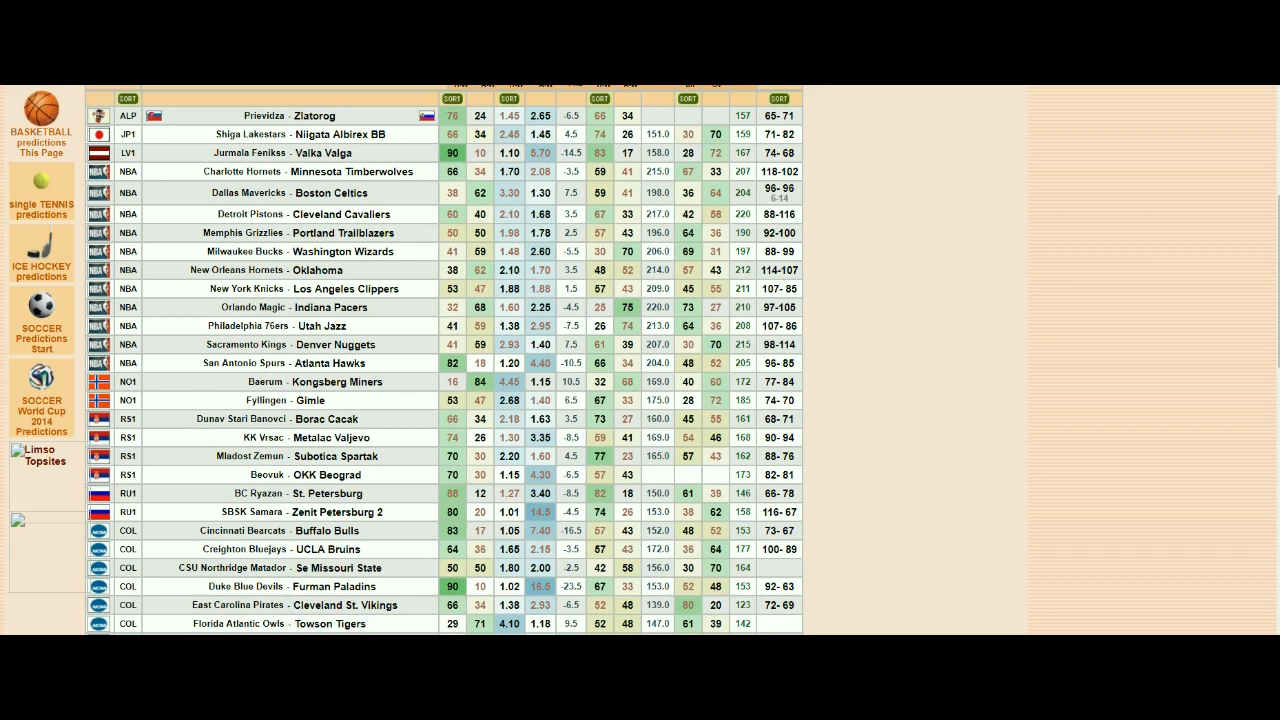 SORT SORT SORT SORT SORT SORT
ALP Prievidza - Zlatorog 76 24 1.45 2.65 -6.5 66 34 157 65- 71
JP1 Shiga Lakestars - Niigata Albirex BB 66 34 2.45 1.45 4.5 74 26 151.0 30 70 159 71- 82
LV1 Jurmala Fenikss - Valka Valga 90 10 1.10 5.70 -14.5 83 17 158.0 28 72 167 74- 68
NBA NBA Charlotte Hornets - Minnesota Timberwolves 66 34 1.70 2.08 -3.5 59 41 215.0 67 33 207 118-102
NBA NBA Dallas Mavericks - Boston Celtics 38 62 3.30 1.30 7.5 59 41 198.0 36 64 204 96- 96
6-14
NBA NBA Detroit Pistons - Cleveland Cavaliers 60 40 2.10 1.68 3.5 67 33 217.0 42 58 220 88-116
NBA NBA Memphis Grizzlies - Portland Trailblazers 50 50 1.98 1.78 2.5 57 43 196.0 64 36 190 92-100
NBA NBA Milwaukee Bucks - Washington Wizards 41 59 1.48 2.60 -5.5 30 70 206.0 69 31 197 88- 99
NBA NBA New Orleans Hornets - Oklahoma 38 62 2.10 1.70 3.5 48 52 214.0 57 43 212 114-107
NBA NBA New York Knicks - Los Angeles Clippers 53 47 1.88 1.88 1.5 57 43 209.0 45 55 211 107- 85
NBA NBA Orlando Magic - Indiana Pacers 32 68 1.60 2.25 -4.5 25 75 220.0 73 27 210 97-105
NBA NBA Philadelphia 76ers - Utah Jazz 41 59 1.38 2.95 -7.5 26 74 213.0 64 36 208 107- 86
NBA NBA Sacramento Kings - Denver Nuggets 41 59 2.93 1.40 7.5 61 39 207.0 30 70 215 98-114
NBA NBA San Antonio Spurs - Atlanta Hawks 82 18 1.20 4.40 -10.5 66 34 204.0 48 52 205 96- 85
NO1 Baerum - Kongsberg Miners 16 84 4.45 1.15 10.5 32 68 169.0 40 60 172 77- 84
NO1 Fyllingen - Gimle 53 47 2.68 1.40 6.5 67 33 175.0 28 72 185 74- 70
RS1 Dunav Stari Banovci - Borac Cacak 66 34 2.18 1.63 3.5 73 27 160.0 45 55 161 68- 71
RS1 KK Vrsac - Metalac Valjevo 74 26 1.30 3.35 -8.5 59 41 169.0 54 46 168 90- 94
RS1 Mladost Zemun - Subotica Spartak 70 30 2.20 1.60 4.5 77 23 165.0 57 43 162 88- 76
RS1 Beovuk - OKK Beograd 70 30 1.15 4.30 -6.5 57 43 173 82- 81
RU1 BC Ryazan - St. Petersburg 88 12 1.27 3.40 -8.5 82 18 150.0 61 39 146 66- 78
RU1 SBSK Samara - Zenit Petersburg 2 80 20 1.01 14.5 -4.5 74 26 153.0 38 62 158 116- 67
COL Cincinnati Bearcats - Buffalo Bulls 83 17 1.05 7.40 -16.5 57 43 152.0 48 52 153 73- 67
COL Creighton Bluejays - UCLA Bruins 64 36 1.65 2.15 -3.5 57 43 172.0 36 64 177 100- 89
COL CSU Northridge Matador - Se Missouri State 50 50 1.80 2.00 -2.5 42 58 156.0 30 70 164
COL Duke Blue Devils - Furman Paladins 90 10 1.02 16.5 -23.5 67 33 153.0 52 48 153 92- 63
COL East Carolina Pirates - Cleveland St. Vikings 66 34 1.38 2.93 -6.5 52 48 139.0 80 20 123 72- 69
COL Florida Atlantic Owls - Towson Tigers 29 71 4.10 1.18 9.5 52 48 147.0 61 39 142
BASKETBALL
predictions
This Page
single TENNIS
predictions
ICE HOCKEY
predictions
SOCCER
Predictions
Start
SOCCER
World Cup
2014
Predictions
Limso
Topsites